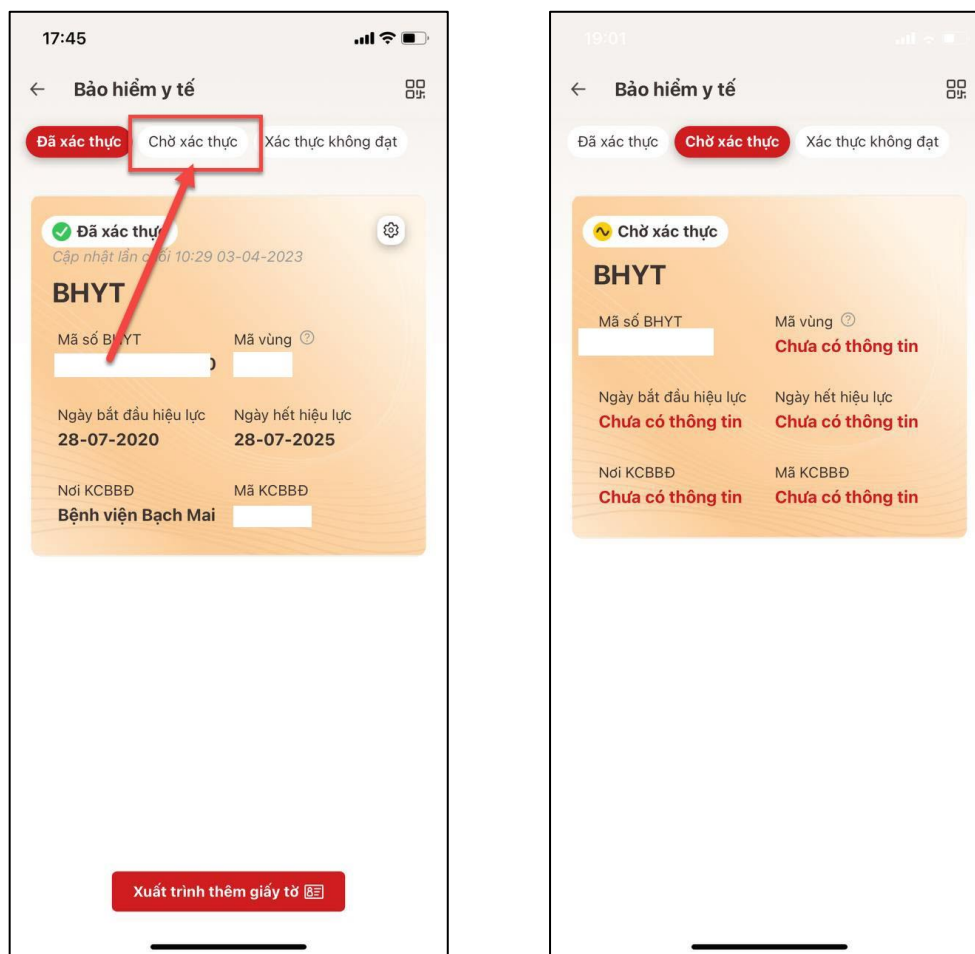 17:45
Bảo hiểm y tế
Đã xác thực Chờ xác thực Xác thực không đạt
Đã xác thực
Cập nhật lần cuối 10:29 03-04-2023
BHYT
Mã số BHYT Mã vùng
Ngày bắt đầu hiệu lực Ngày hết hiệu lực
28-07-2020 28-07-2025
Nơi KCBBĐ Mã KCBBĐ
Bệnh viện Bạch Mai
Xuất trình thêm giấy tờ
19:01
Bảo hiểm y tế
Đã xác thực Chờ xác thực Xác thực không đạt
Chờ xác thực
BHYT
Mã số BHYT Mã vùng
Chưa có thông tin
Ngày bắt đầu hiệu lực Ngày hết hiệu lực
Chưa có thông tin Chưa có thông tin
Nơi KCBBĐ Mã KCBBĐ
Chưa có thông tin Chưa có thông tin